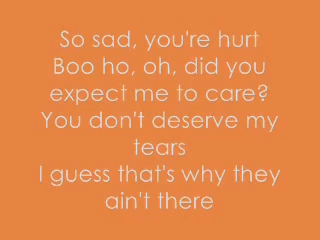 So sad, you're hurt
Boo ho, oh, did you
expect me to care?
You don't deserve my
tears
I guess that's why they
ain't there